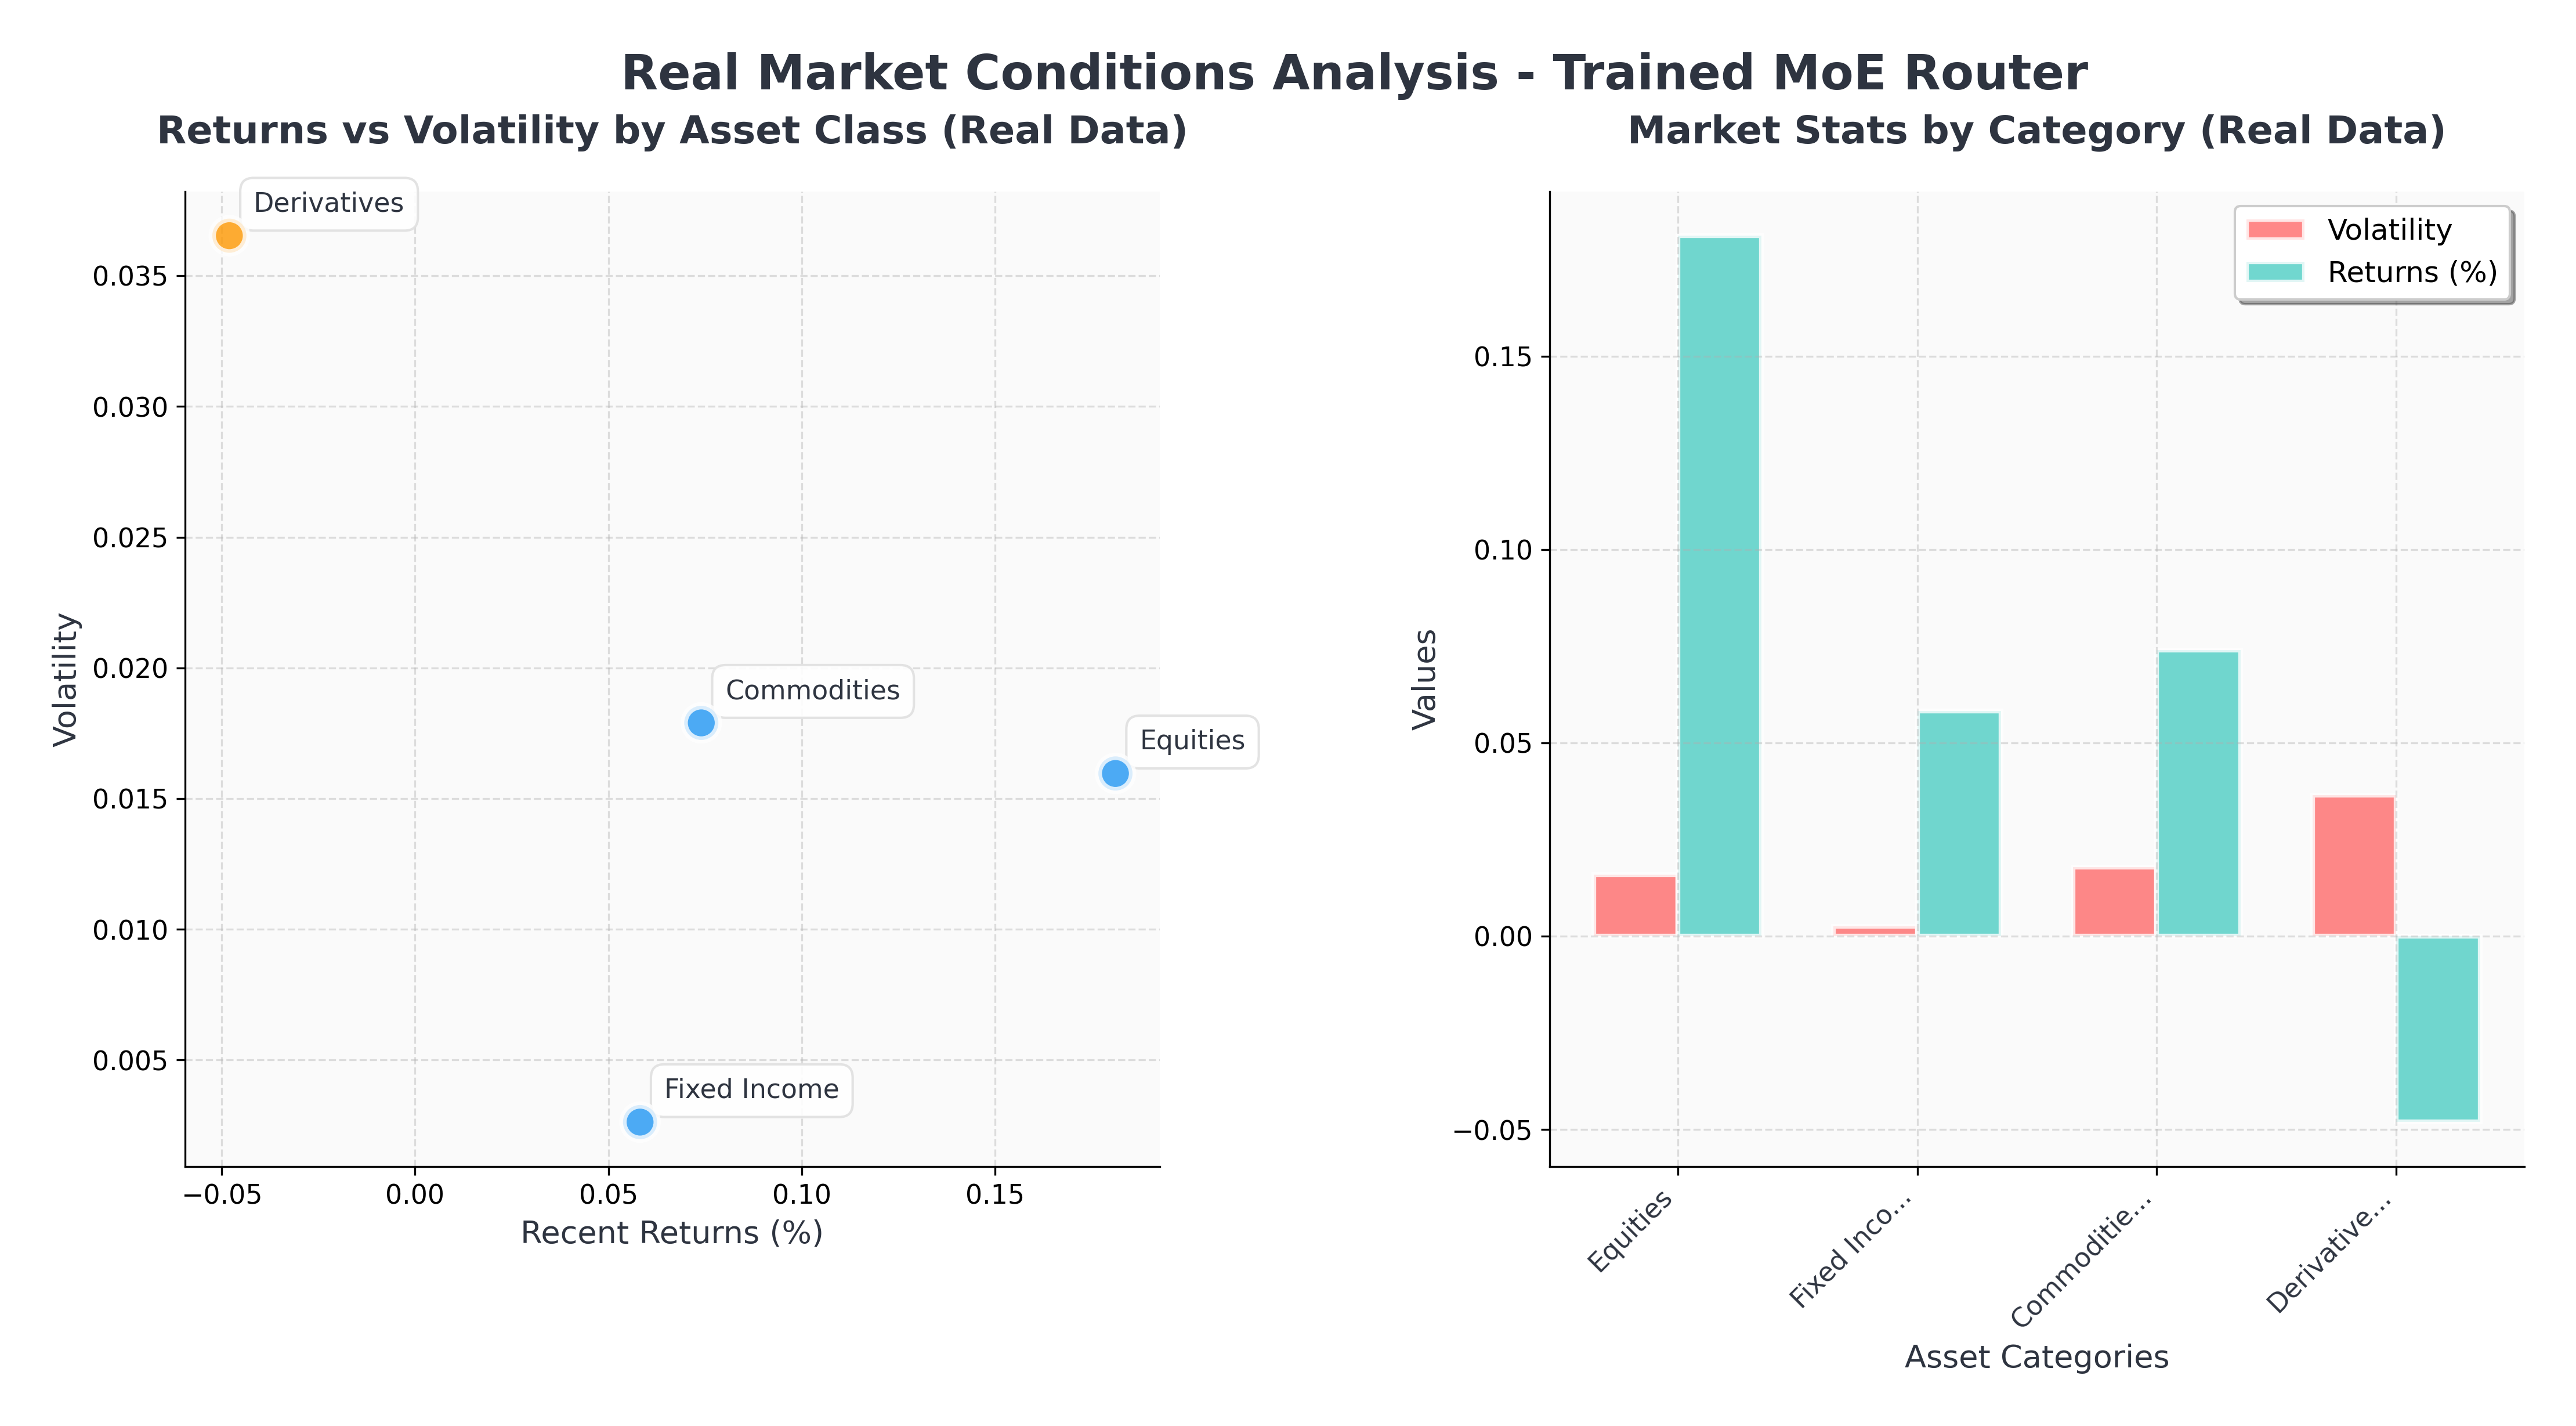 Real Market Conditions Analysis - Trained MoE Router
Returns vs Volatility by Asset Class (Real Data)
Derivatives
Commodities
Equities
Fixed Income
0.035
0.030
0.025
0.020
0.015
0.010
0.005
Volatility
−0.05
0.00
0.05
0.10
0.15
Recent Returns (%)
Market Stats by Category (Real Data)
Volatility
Returns (%)
0.15
0.10
0.05
0.00
−0.05
Values
Equities
Fixed Inco...
Commoditie...
Derivative...
Asset Categories